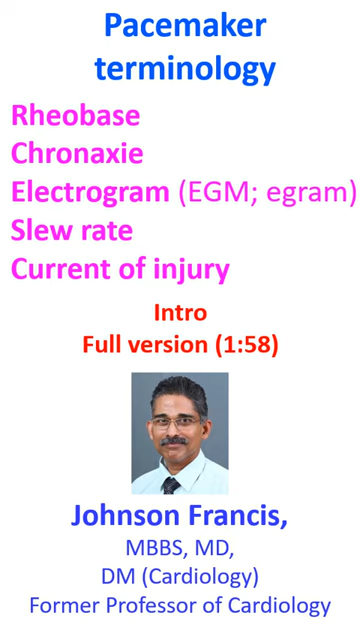 Pacemaker
terminology
Rheobase
Chronaxie
Electrogram (EGM; egram)
Slew rate
Current of injury
Intro
Full version (1:58)
Johnson Francis,
MBBS, MD,
DM (Cardiology)
Former Professor of Cardiology